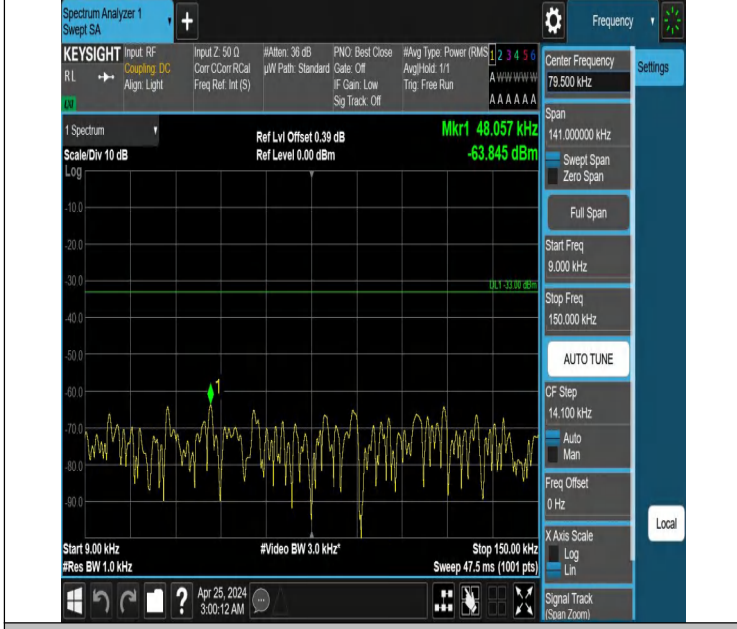 Spectrum Analyzer 1
Swept SA
+
Frequency
KEYSIGHT
RL
LXI
Input: RF
Coupling: DC
Align: Light
Input Z: 50 Ω
Corr CCorr RCal
Freq Ref: Int (S)
#Atten: 36 dB
µW Path: Standard
PNO: Best Close
Gate: Off
IF Gain: Low
Sig Track: Off
#Avg Type: Power (RMS
Avg|Hold: 1/1
Trig: Free Run
1 2 3 4 5 6
A W W W W W
A A A A A A
1 Spectrum
Scale/Div 10 dB
Log
Ref Lvl Offset 0.39 dB
Ref Level 0.00 dBm
Mkr1 48.057 kHz
-63.845 dBm
-10.0
-20.0
-30.0
DL1 -33.00 dBm
-40.0
-50.0
-60.0
1
-70.0
-80.0
-90.0
Start 9.00 kHz
#Res BW 1.0 kHz
#Video BW 3.0 kHz*
Stop 150.00 kHz
Sweep 47.5 ms (1001 pts)
?
Apr 25, 2024
3:00:12 AM
Center Frequency
79.500 kHz
Span
141.000000 kHz
Swept Span
Zero Span
Full Span
Start Freq
9.000 kHz
Stop Freq
150.000 kHz
AUTO TUNE
CF Step
14.100 kHz
Auto
Man
Freq Offset
0 Hz
X Axis Scale
Log
Lin
Signal Track
(Span Zoom)
Settings
Local